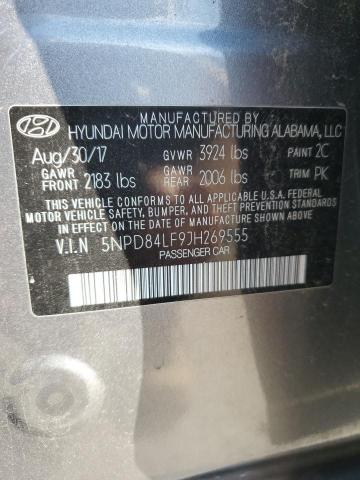 MANUFACTURED BY
HYUNDAI MOTOR MANUFACTURING ALABAMA, LLC
Aug/30/17 GVWR 3924 lbs PAINT 2C
GAWR FRONT 2183 lbs GAWR REAR 2006 lbs TRIM PK
THIS VEHICLE CONFORMS TO ALL APPLICABLE U.S. FEDERAL
MOTOR VEHICLE SAFETY, BUMPER, AND THEFT PREVENTION
STANDARDS IN EFFECT ON THE DATE OF MANUFACTURE SHOWN ABOVE.
V.I.N 5NPD84LF9JH269555
PASSENGER CAR